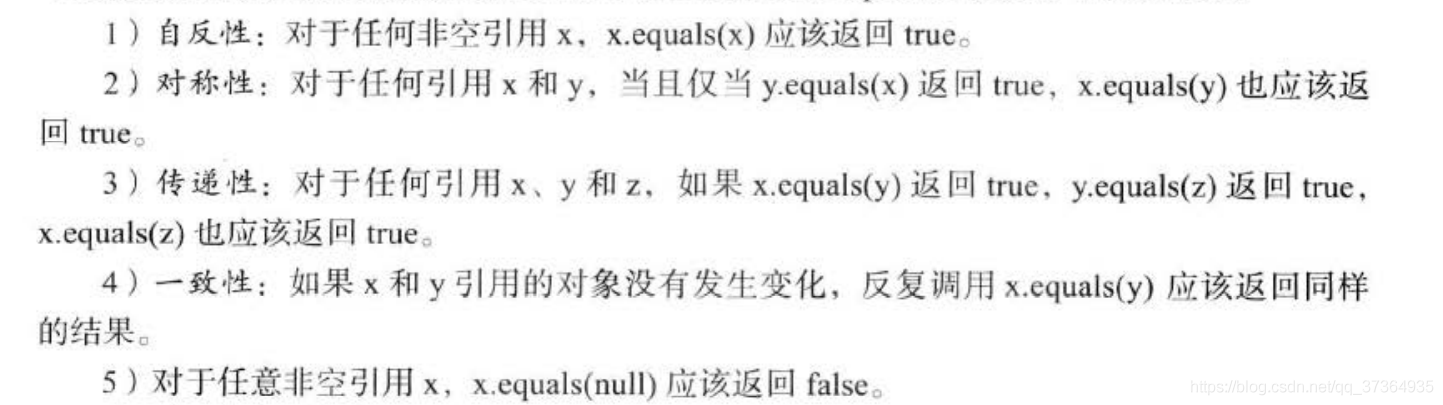 1）自反性：对于任何非空引用 x，x.equals(x) 应该返回 true。
2）对称性：对于任何引用 x 和 y，当且仅当 y.equals(x) 返回 true，x.equals(y) 也应该返
回 true。
3）传递性：对于任何引用 x、y 和 z，如果 x.equals(y) 返回 true，y.equals(z) 返回 true，
x.equals(z) 也应该返回 true。
4）一致性：如果 x 和 y 引用的对象没有发生变化，反复调用 x.equals(y) 应该返回同样
的结果。
5）对于任意非空引用 x，x.equals(null) 应该返回 false。
https://blog.csdn.net/qq_37364935